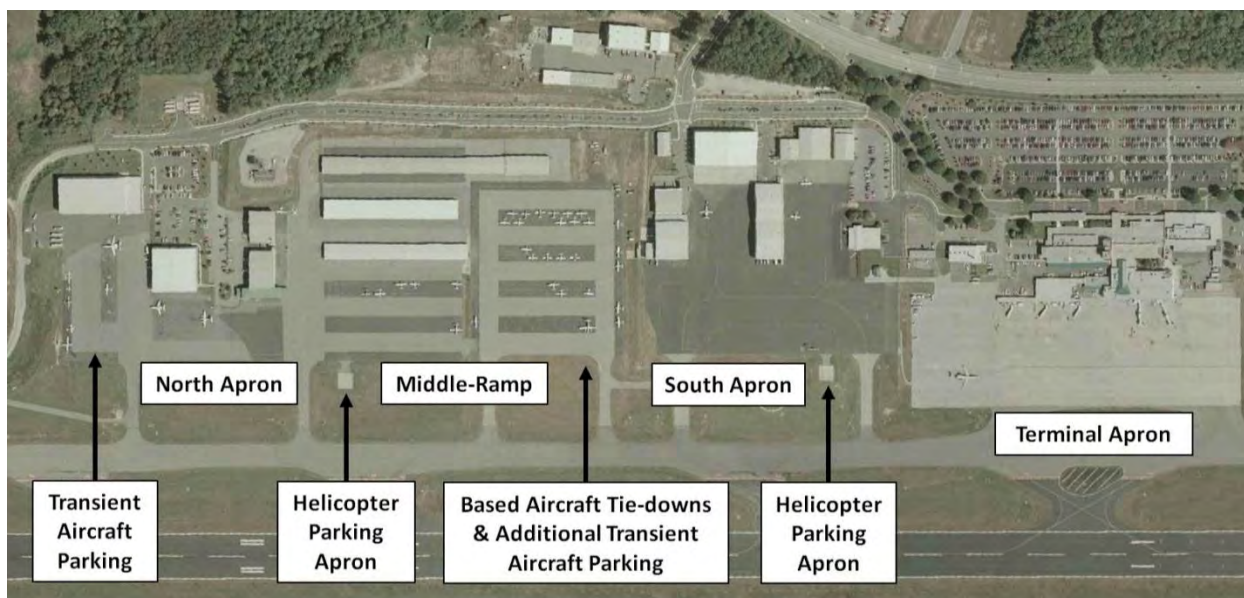 North Apron
Middle-Ramp
South Apron
Terminal Apron
Transient
Aircraft
Parking
Helicopter
Parking
Apron
Based Aircraft Tie-downs
& Additional Transient
Aircraft Parking
Helicopter
Parking
Apron